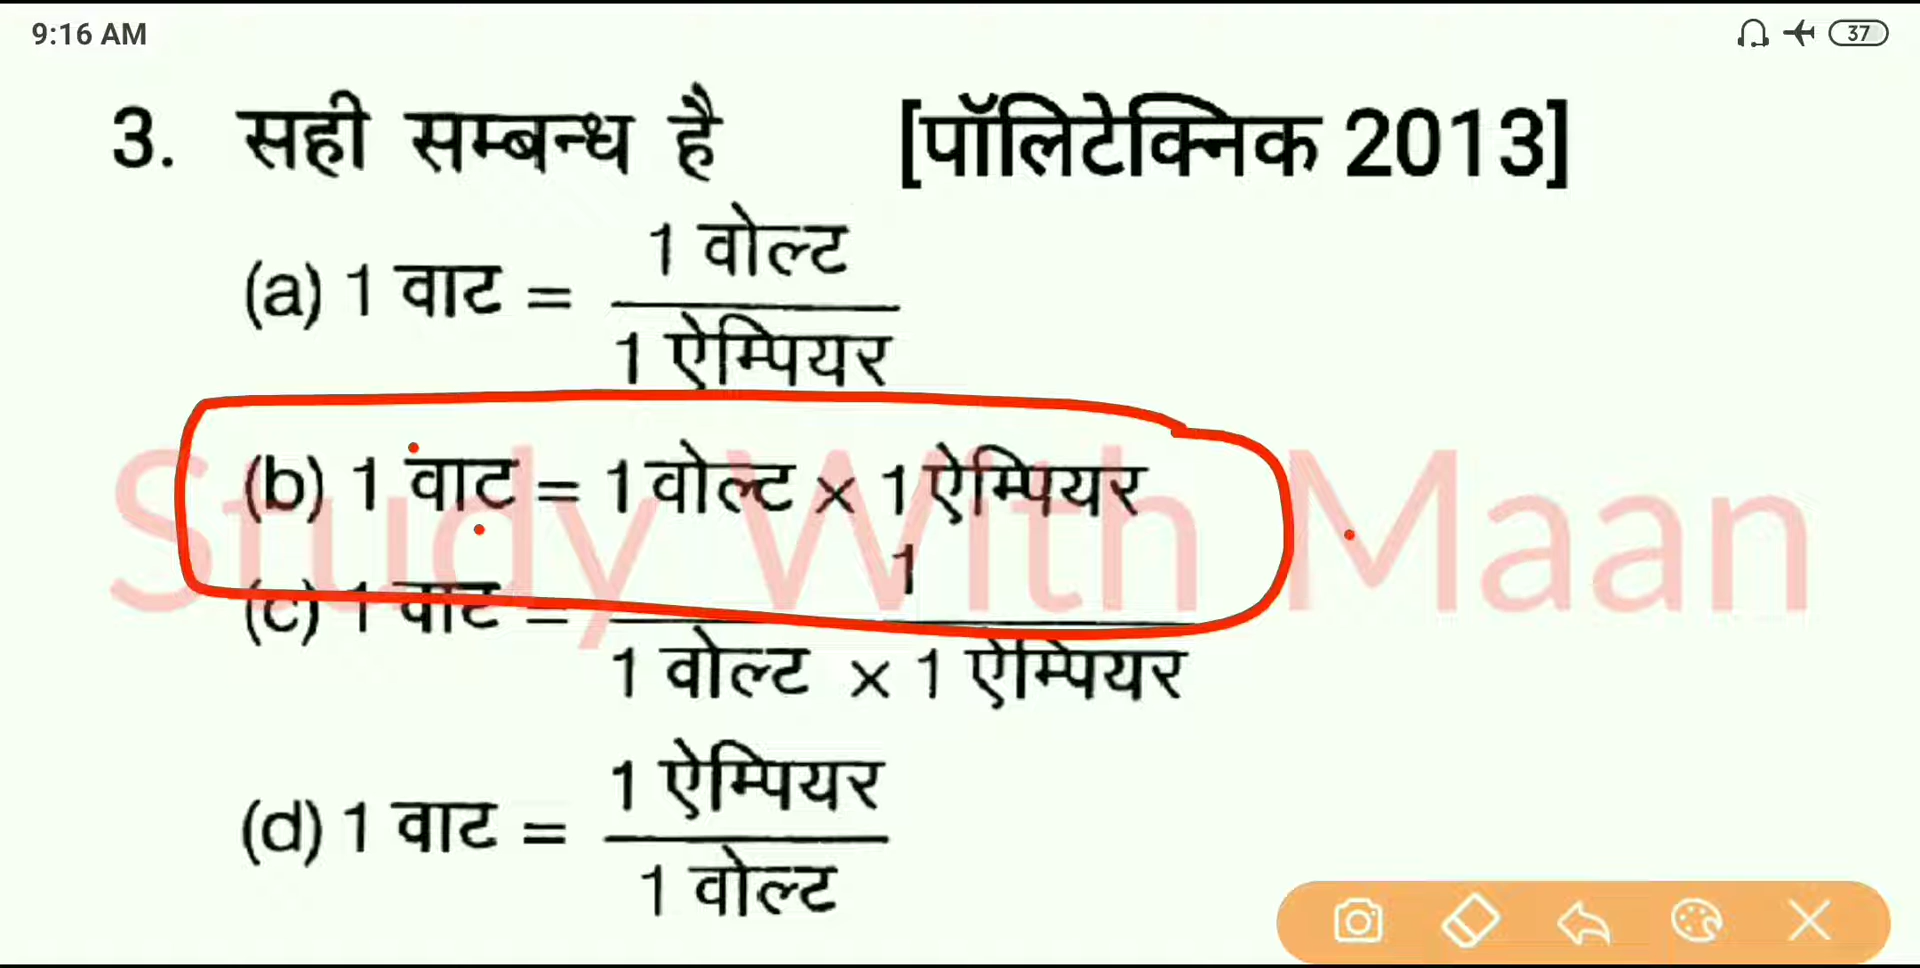 9:16 AM
37
3. सही सम्बन्ध है [पॉलिटेक्निक 2013]
(a) 1 वाट = 1 वोल्ट / 1 ऐम्पियर
(b) 1 वाट = 1 वोल्ट × 1 ऐम्पियर
(c) 1 वाट = 1 / 1 वोल्ट × 1 ऐम्पियर
(d) 1 वाट = 1 ऐम्पियर / 1 वोल्ट
Study With Maan